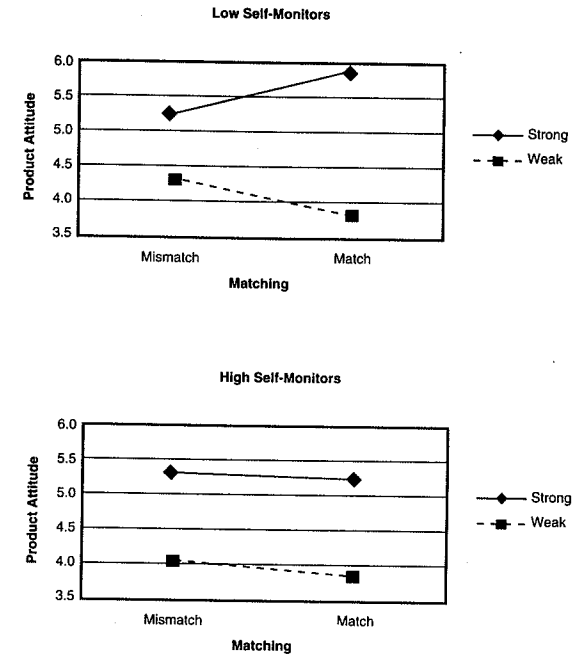 Low Self-Monitors
6.0
5.5
5.0
4.5
4.0
3.5
Product Attitude
Mismatch Match
Matching
Strong
Weak
High Self-Monitors
6.0
5.5
5.0
4.5
4.0
3.5
Product Attitude
Mismatch Match
Matching
Strong
Weak